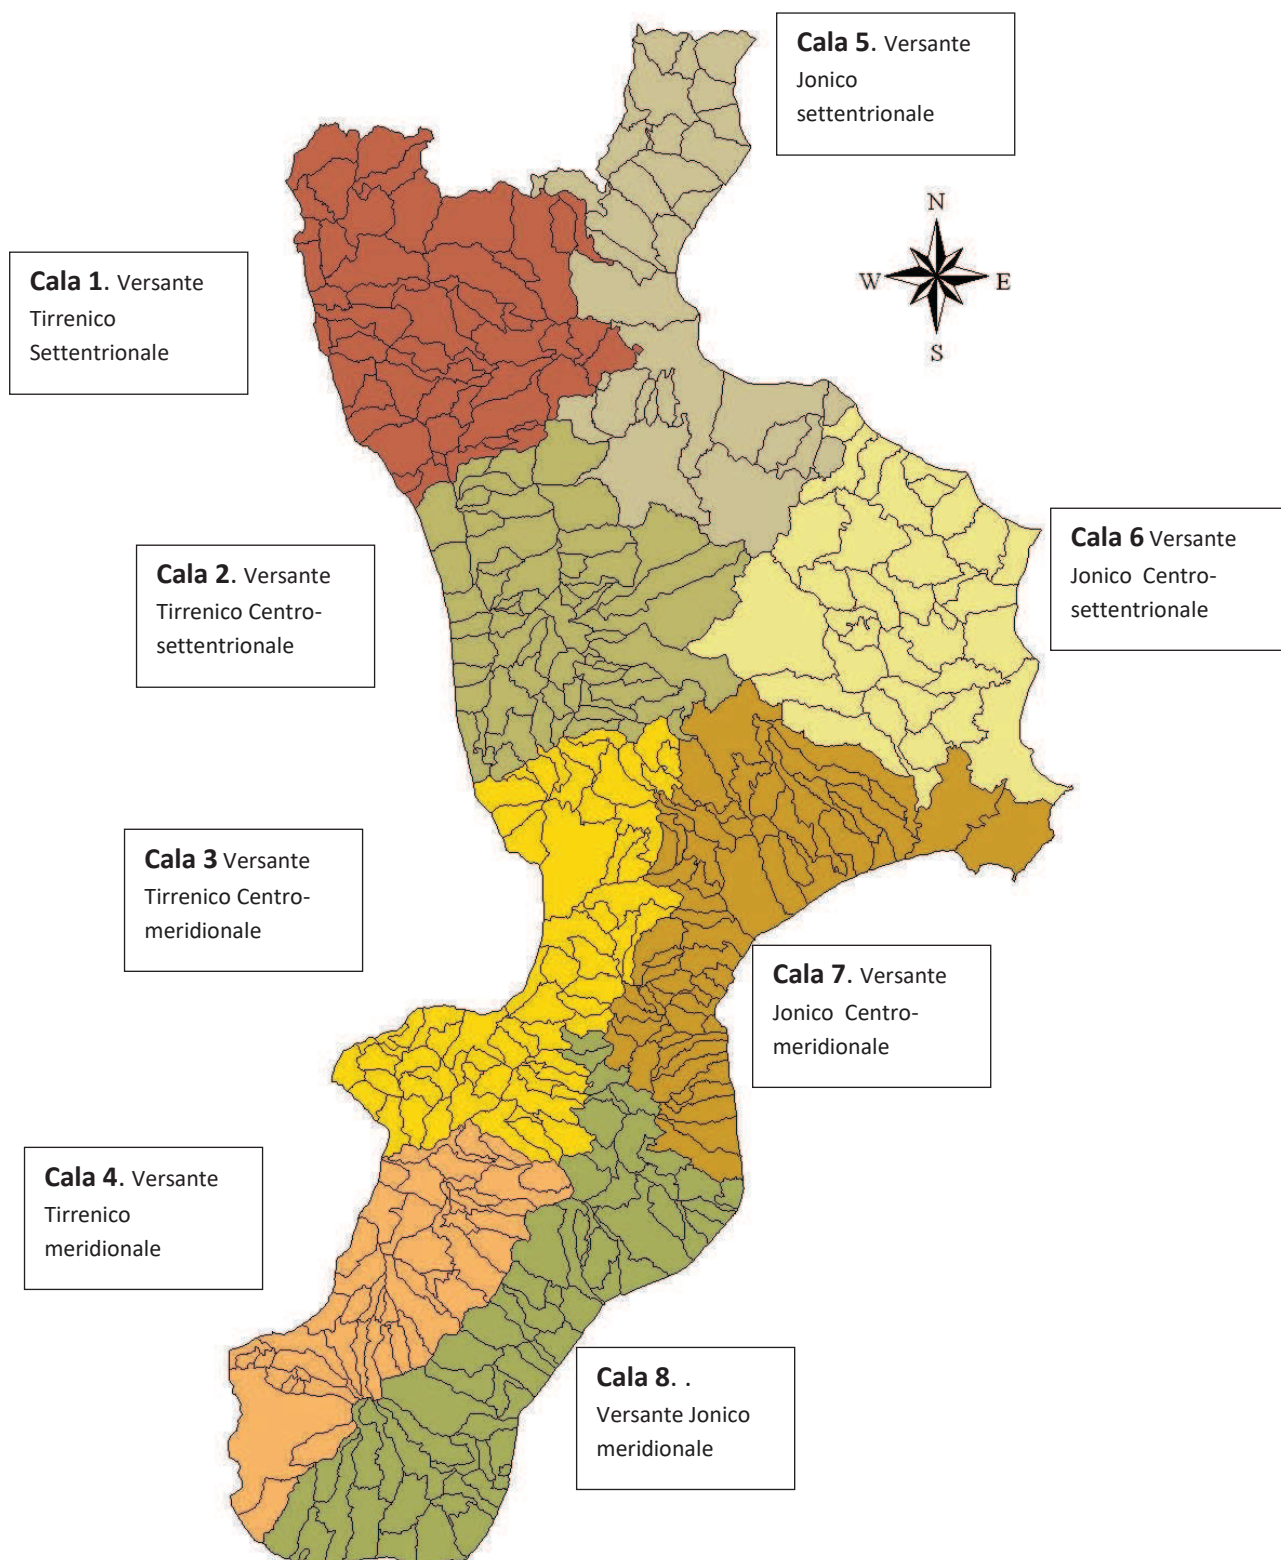 Cala 5. Versante
Jonico
settentrionale
N
W E
S
Cala 1. Versante
Tirrenico
Settentrionale
Cala 6 Versante
Jonico Centro-
settentrionale
Cala 2. Versante
Tirrenico Centro-
settentrionale
Cala 3 Versante
Tirrenico Centro-
meridionale
Cala 7. Versante
Jonico Centro-
meridionale
Cala 4. Versante
Tirrenico
meridionale
Cala 8. .
Versante Jonico
meridionale